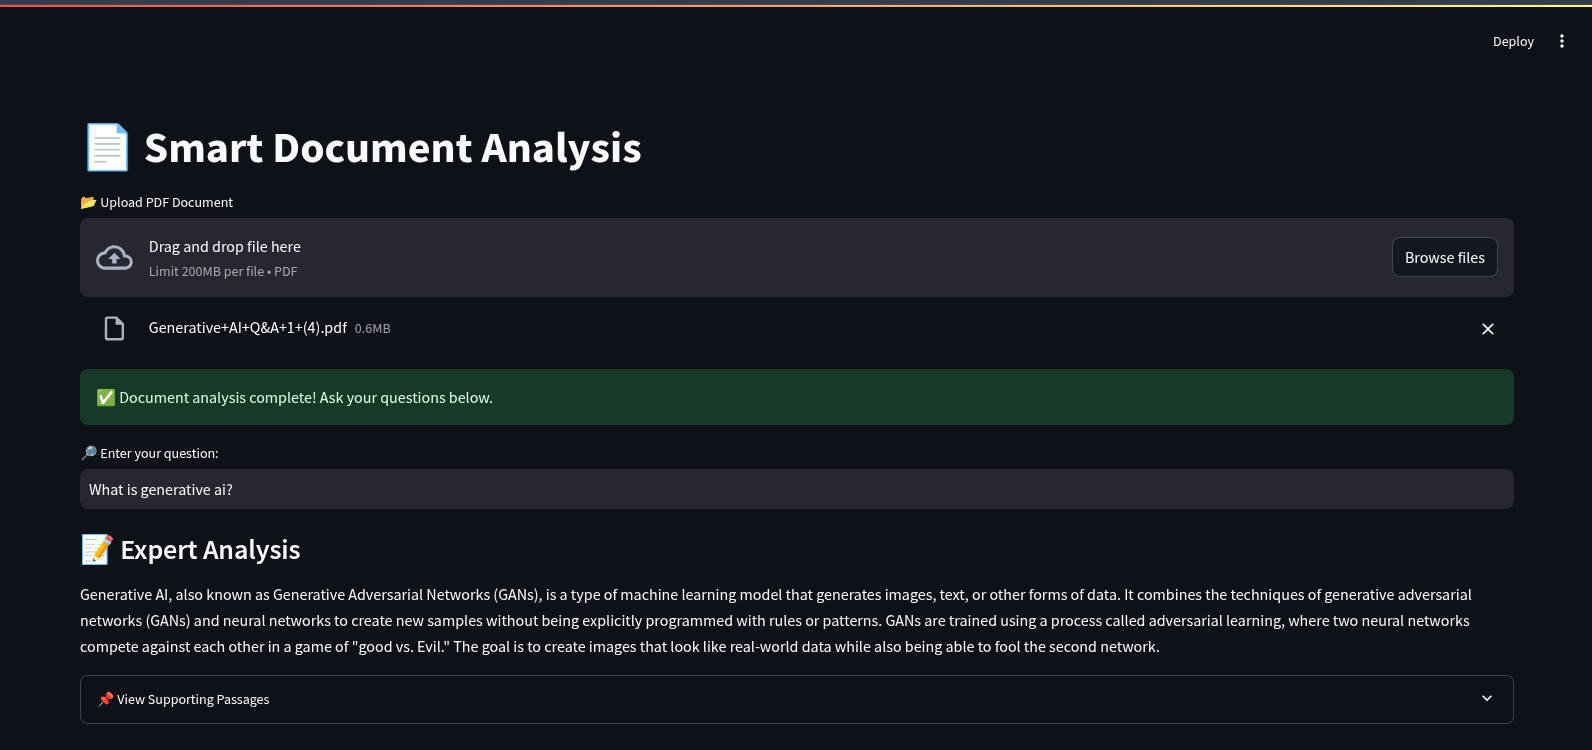 Deploy
📄 Smart Document Analysis
📂 Upload PDF Document
Drag and drop file here
Limit 200MB per file • PDF
Browse files
Generative+AI+Q&A+1+(4).pdf 0.6MB
✅ Document analysis complete! Ask your questions below.
🔎 Enter your question:
What is generative ai?
📝 Expert Analysis
Generative AI, also known as Generative Adversarial Networks (GANs), is a type of machine learning model that generates images, text, or other forms of data. It combines the techniques of generative adversarial
networks (GANs) and neural networks to create new samples without being explicitly programmed with rules or patterns. GANs are trained using a process called adversarial learning, where two neural networks
compete against each other in a game of "good vs. Evil." The goal is to create images that look like real-world data while also being able to fool the second network.
📌 View Supporting Passages